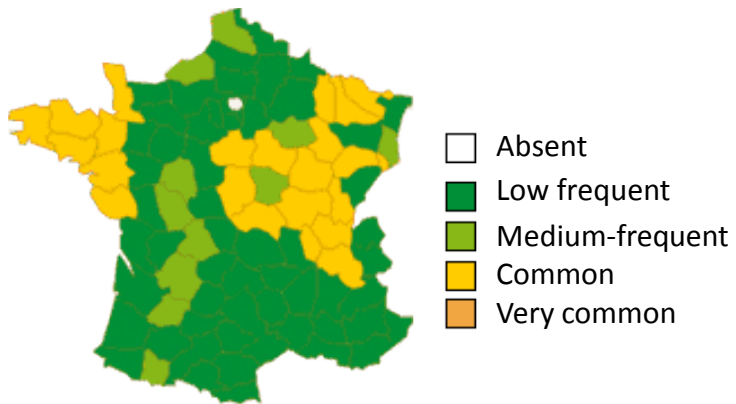 Absent
Low frequent
Medium-frequent
Common
Very common